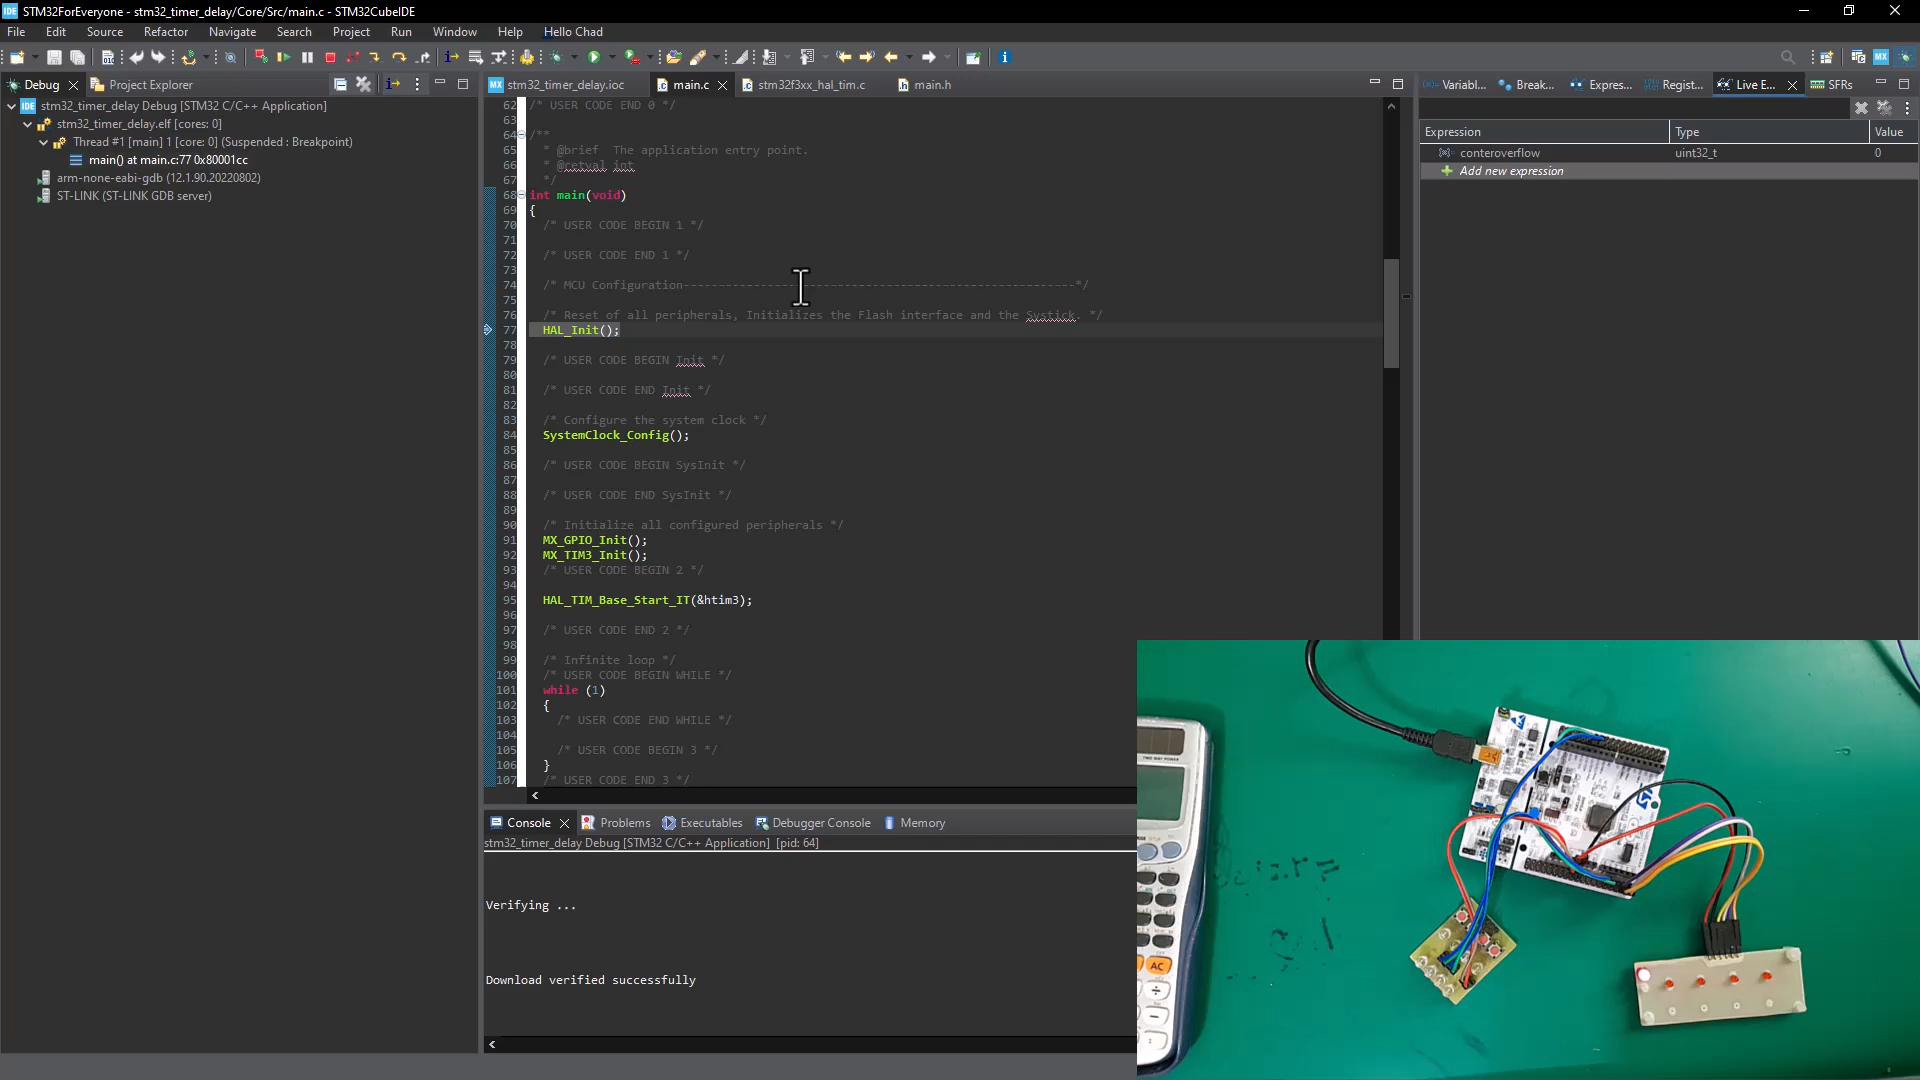 IDE STM32ForEveryone - stm32_timer_delay/Core/Src/main.c - STM32CubeIDE
File Edit Source Refactor Navigate Search Project Run Window Help Hello Chad
Debug Project Explorer
stm32_timer_delay Debug [STM32 C/C++ Application]
stm32_timer_delay.elf [cores: 0]
Thread #1 [main] 1 [core: 0] (Suspended : Breakpoint)
main() at main.c:77 0x80001cc
arm-none-eabi-gdb (12.1.90.20220802)
ST-LINK (ST-LINK GDB server)
MX stm32_timer_delay.ioc main.c stm32f3xx_hal_tim.c main.h
62 /* USER CODE END 0 */
63
64 /**
65 * @brief The application entry point.
66 * @retval int
67 */
68 int main(void)
69 {
70 /* USER CODE BEGIN 1 */
71
72 /* USER CODE END 1 */
73
74 /* MCU Configuration--------------------------------------------------------*/
75
76 /* Reset of all peripherals, Initializes the Flash interface and the Systick. */
77 HAL_Init();
78
79 /* USER CODE BEGIN Init */
80
81 /* USER CODE END Init */
82
83 /* Configure the system clock */
84 SystemClock_Config();
85
86 /* USER CODE BEGIN SysInit */
87
88 /* USER CODE END SysInit */
89
90 /* Initialize all configured peripherals */
91 MX_GPIO_Init();
92 MX_TIM3_Init();
93 /* USER CODE BEGIN 2 */
94
95 HAL_TIM_Base_Start_IT(&htim3);
96
97 /* USER CODE END 2 */
98
99 /* Infinite loop */
100 /* USER CODE BEGIN WHILE */
101 while (1)
102 {
103 /* USER CODE END WHILE */
104
105 /* USER CODE BEGIN 3 */
106 }
107 /* USER CODE END 3 */
Variabl... Break... Expres... Regist... Live E... SFRs
Expression Type Value
conteroverflow uint32_t 0
Add new expression
Console Problems Executables Debugger Console Memory
stm32_timer_delay Debug [STM32 C/C++ Application] [pid: 64]
Verifying ...
Download verified successfully
TWO WAY POWER
AC